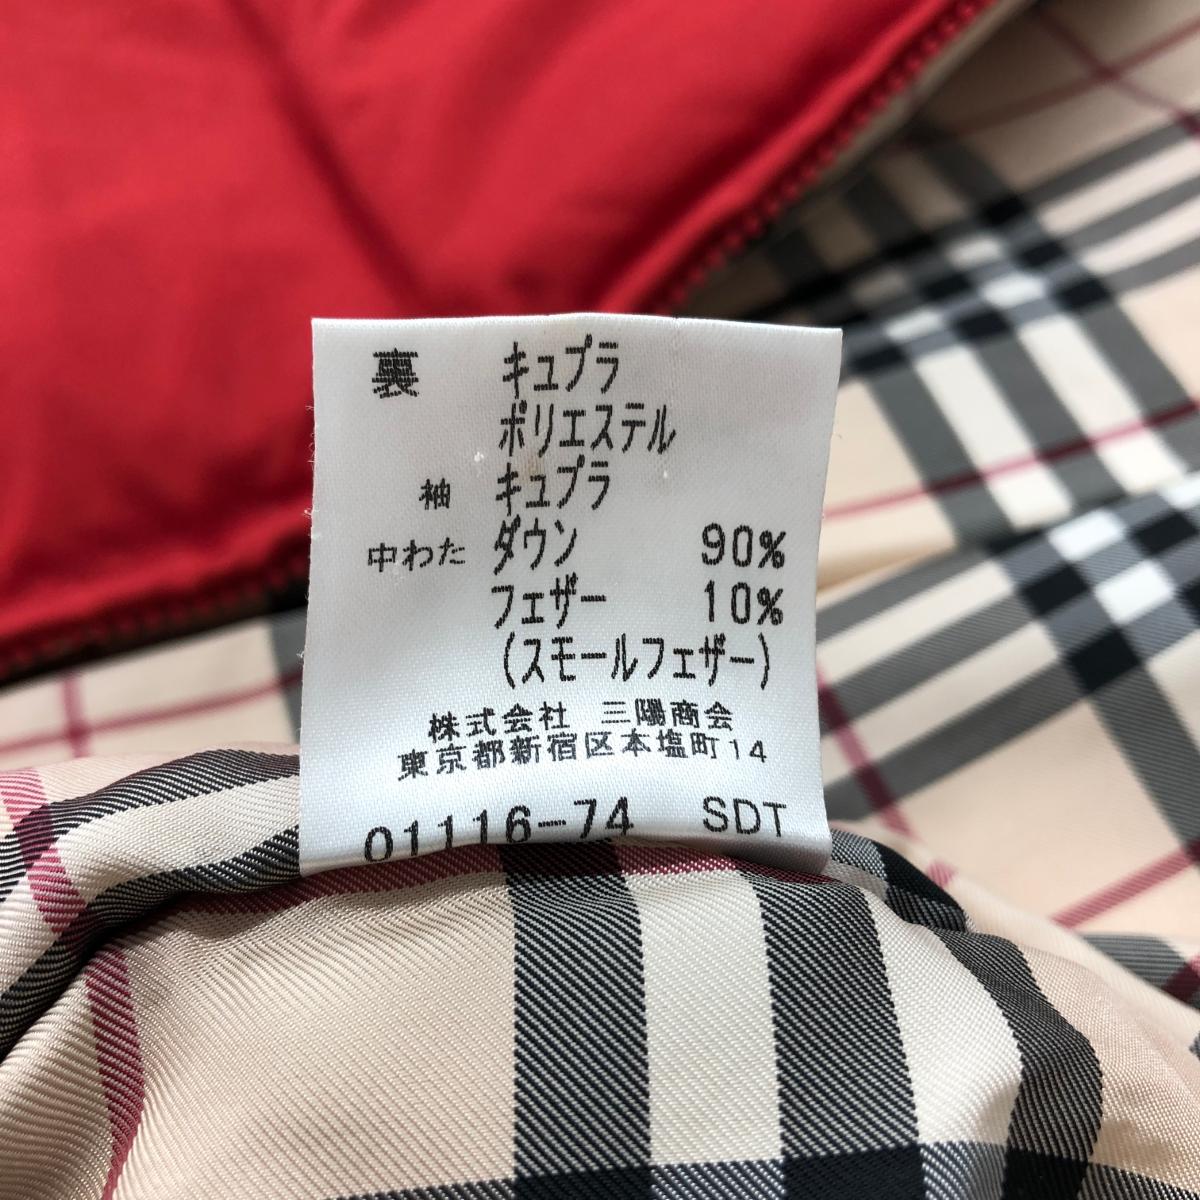 裏 キュプラ
ポリエステル
袖 キュプラ
中わた ダウン 90%
フェザー 10%
(スモールフェザー)
株式会社 三陽商会
東京都新宿区本塩町14
01116-74 SDT